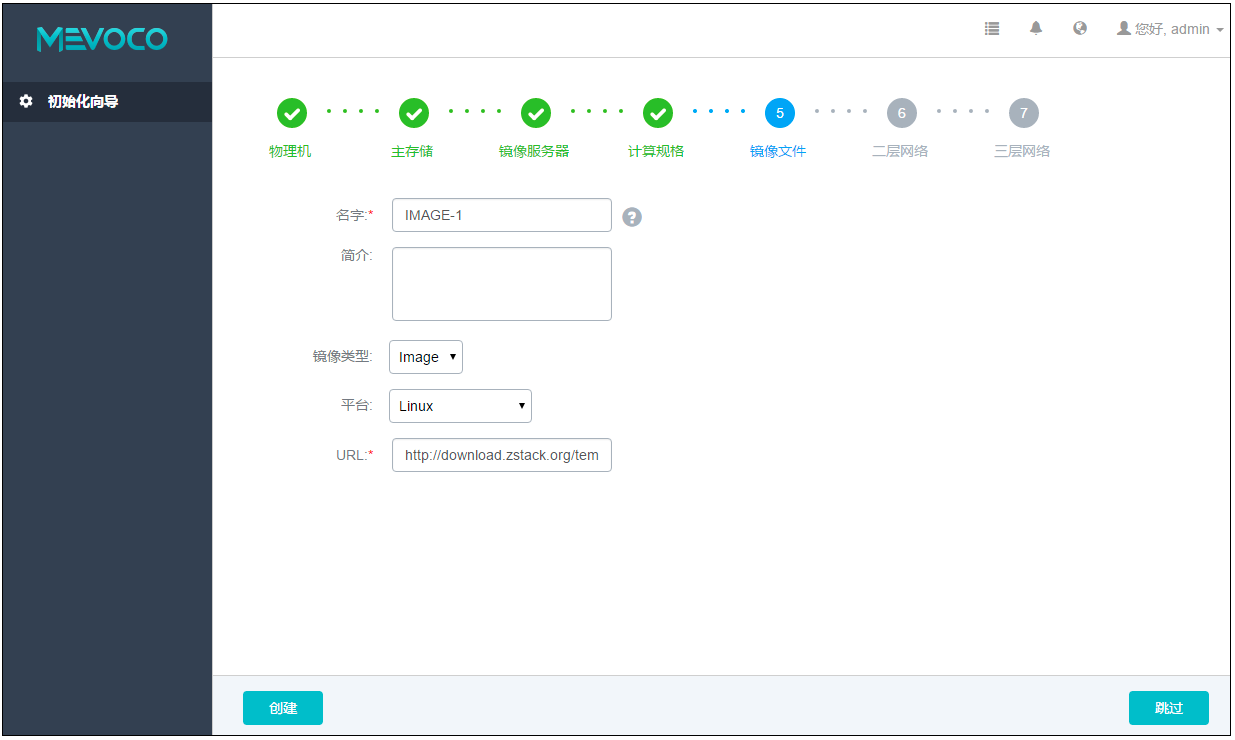 MEVOCO
您好, admin
初始化向导
5
6
7
物理机
主存储
镜像服务器
计算规格
镜像文件
二层网络
三层网络
名字:*
IMAGE-1
?
简介:
镜像类型:
Image
平台:
Linux
URL:*
http://download.zstack.org/tem
创建
跳过